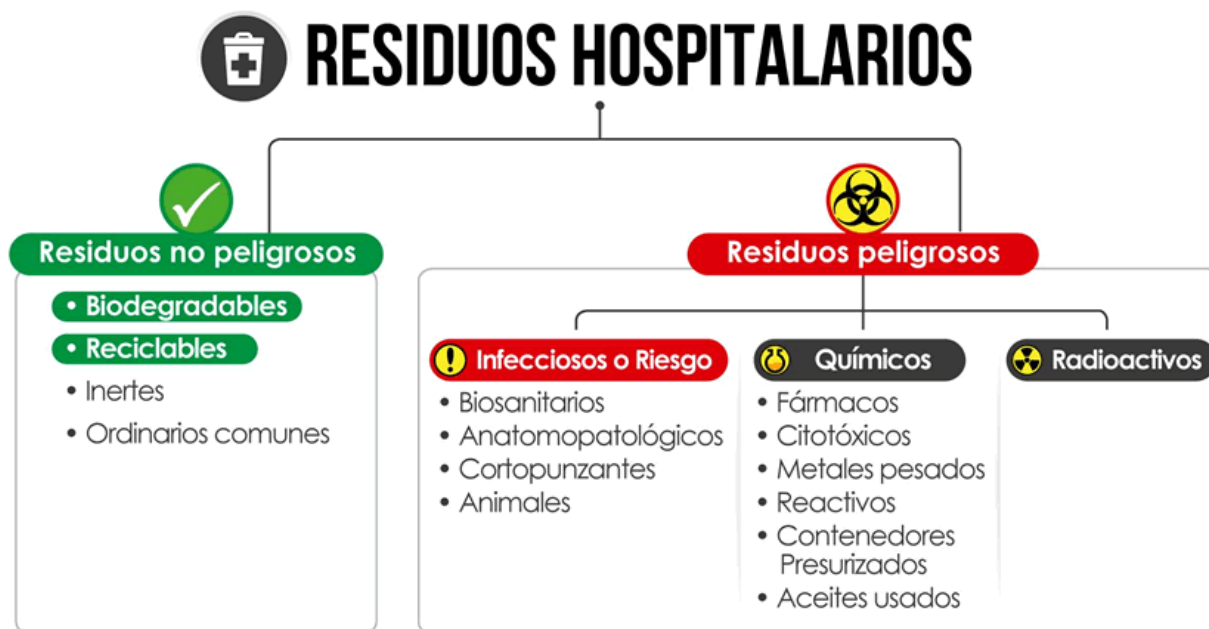 RESIDUOS HOSPITALARIOS
Residuos no peligrosos
• Biodegradables
• Reciclables
• Inertes
• Ordinarios comunes
Residuos peligrosos
Infecciosos o Riesgo
• Biosanitarios
• Anatomopatológicos
• Cortopunzantes
• Animales
Químicos
• Fármacos
• Citotóxicos
• Metales pesados
• Reactivos
• Contenedores
Presurizados
• Aceites usados
Radioactivos